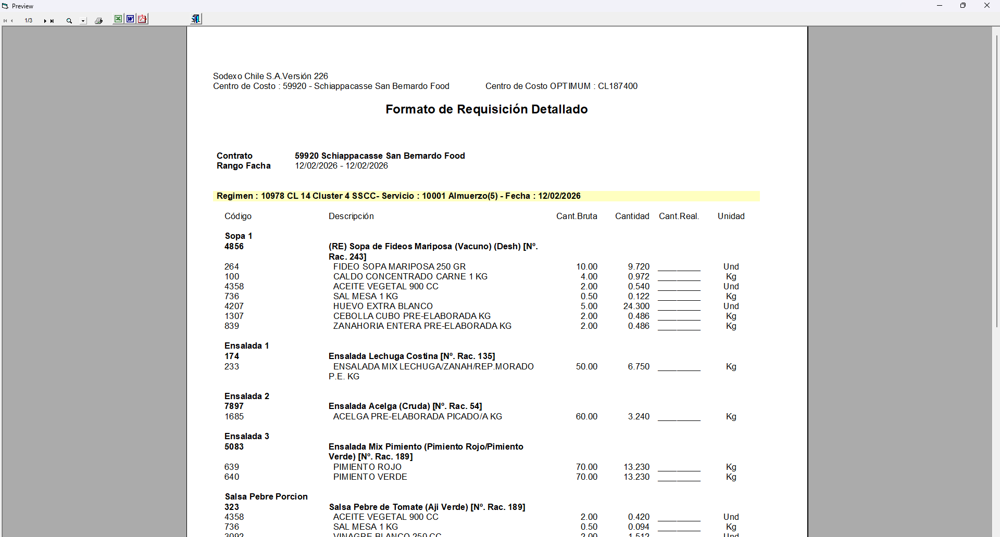 Preview
1/3
Sodexo Chile S.A.Versión 226
Centro de Costo : 59920 - Schiappacasse San Bernardo Food Centro de Costo OPTIMUM : CL187400
Formato de Requisición Detallado
Contrato 59920 Schiappacasse San Bernardo Food
Rango Facha 12/02/2026 - 12/02/2026
Regimen : 10978 CL 14 Cluster 4 SSCC- Servicio : 10001 Almuerzo(5) - Fecha : 12/02/2026
Código Descripción Cant.Bruta Cantidad Cant.Real. Unidad
Sopa 1
4856 (RE) Sopa de Fideos Mariposa (Vacuno) (Desh) [Nº.
Rac. 243]
264 FIDEO SOPA MARIPOSA 250 GR 10.00 9.720 _________ Und
100 CALDO CONCENTRADO CARNE 1 KG 4.00 0.972 _________ Kg
4358 ACEITE VEGETAL 900 CC 2.00 0.540 _________ Und
736 SAL MESA 1 KG 0.50 0.122 _________ Kg
4207 HUEVO EXTRA BLANCO 5.00 24.300 _________ Und
1307 CEBOLLA CUBO PRE-ELABORADA KG 2.00 0.486 _________ Kg
839 ZANAHORIA ENTERA PRE-ELABORADA KG 2.00 0.486 _________ Kg
Ensalada 1
174 Ensalada Lechuga Costina [Nº. Rac. 135]
233 ENSALADA MIX LECHUGA/ZANAH/REP.MORADO 50.00 6.750 _________ Kg
P.E. KG
Ensalada 2
7897 Ensalada Acelga (Cruda) [Nº. Rac. 54]
1685 ACELGA PRE-ELABORADA PICADO/A KG 60.00 3.240 _________ Kg
Ensalada 3
5083 Ensalada Mix Pimiento (Pimiento Rojo/Pimiento
Verde) [Nº. Rac. 189]
639 PIMIENTO ROJO 70.00 13.230 _________ Kg
640 PIMIENTO VERDE 70.00 13.230 _________ Kg
Salsa Pebre Porcion
323 Salsa Pebre de Tomate (Aji Verde) [Nº. Rac. 189]
4358 ACEITE VEGETAL 900 CC 2.00 0.420 _________ Und
736 SAL MESA 1 KG 0.50 0.094 _________ Kg
3092 VINAGRE BLANCO 250 CC 2.00 1.512 Und